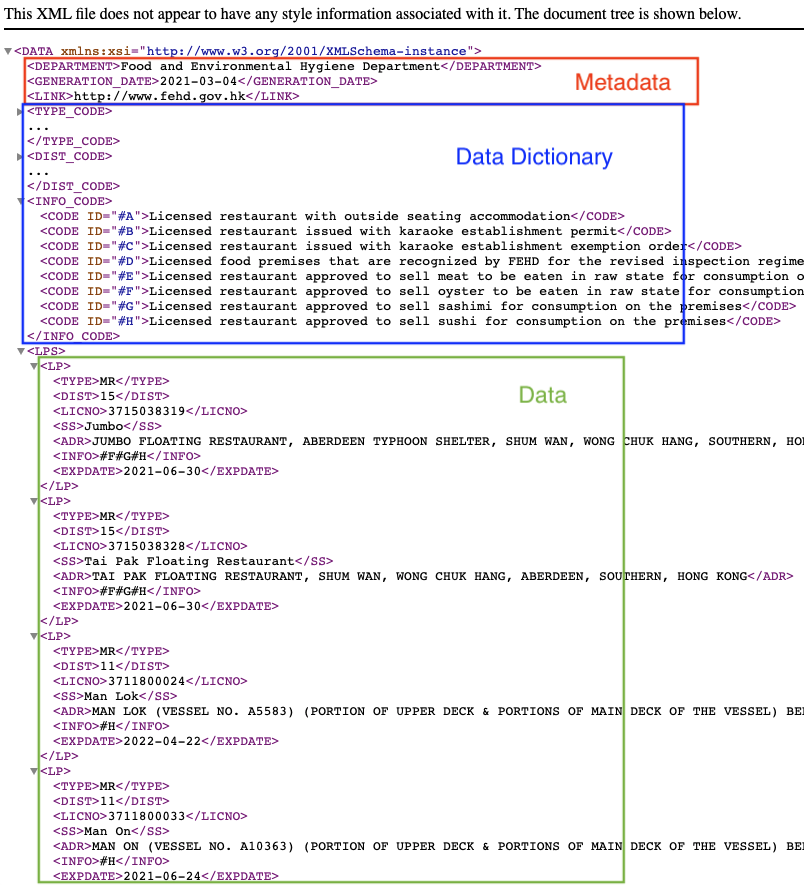 This XML file does not appear to have any style information associated with it. The document tree is shown below.
<DATA xmlns:xsi="http://www.w3.org/2001/XMLSchema-instance">
<DEPARTMENT>Food and Environmental Hygiene Department</DEPARTMENT>
<GENERATION_DATE>2021-03-04</GENERATION_DATE>
Metadata
<LINK>http://www.fehd.gov.hk</LINK>
<TYPE_CODE>
...
</TYPE_CODE>
<DIST_CODE>
Data Dictionary
...
</DIST_CODE>
<INFO_CODE>
<CODE ID="#A">Licensed restaurant with outside seating accommodation</CODE>
<CODE ID="#B">Licensed restaurant issued with karaoke establishment permit</CODE>
<CODE ID="#C">Licensed restaurant issued with karaoke establishment exemption order</CODE>
<CODE ID="#D">Licensed food premises that are recognized by FEHD for the revised inspection regime
<CODE ID="#E">Licensed restaurant approved to sell meat to be eaten in raw state for consumption o
<CODE ID="#F">Licensed restaurant approved to sell oyster to be eaten in raw state for consumption
<CODE ID="#G">Licensed restaurant approved to sell sashimi for consumption on the premises</CODE>
<CODE ID="#H">Licensed restaurant approved to sell sushi for consumption on the premises</CODE>
</INFO_CODE>
<LPS>
<LP>
<TYPE>MR</TYPE>
<DIST>15</DIST>
Data
<LICNO>3715038319</LICNO>
<SS>Jumbo</SS>
<ADR>JUMBO FLOATING RESTAURANT, ABERDEEN TYPHOON SHELTER, SHUM WAN, WONG CHUK HANG, SOUTHERN, HO
<INFO>#F#G#H</INFO>
<EXPDATE>2021-06-30</EXPDATE>
</LP>
<LP>
<TYPE>MR</TYPE>
<DIST>15</DIST>
<LICNO>3715038328</LICNO>
<SS>Tai Pak Floating Restaurant</SS>
<ADR>TAI PAK FLOATING RESTAURANT, SHUM WAN, WONG CHUK HANG, ABERDEEN, SOUTHERN, HONG KONG</ADR>
<INFO>#F#G#H</INFO>
<EXPDATE>2021-06-30</EXPDATE>
</LP>
<LP>
<TYPE>MR</TYPE>
<DIST>11</DIST>
<LICNO>3711800024</LICNO>
<SS>Man Lok</SS>
<ADR>MAN LOK (VESSEL NO. A5583) (PORTION OF UPPER DECK & PORTIONS OF MAIN DECK OF THE VESSEL) BE
<INFO>#H</INFO>
<EXPDATE>2022-04-22</EXPDATE>
</LP>
<LP>
<TYPE>MR</TYPE>
<DIST>11</DIST>
<LICNO>3711800033</LICNO>
<SS>Man On</SS>
<ADR>MAN ON (VESSEL NO. A10363) (PORTION OF UPPER DECK & PORTIONS OF MAIN DECK OF THE VESSEL) BE
<INFO>#H</INFO>
<EXPDATE>2021-06-24</EXPDATE>